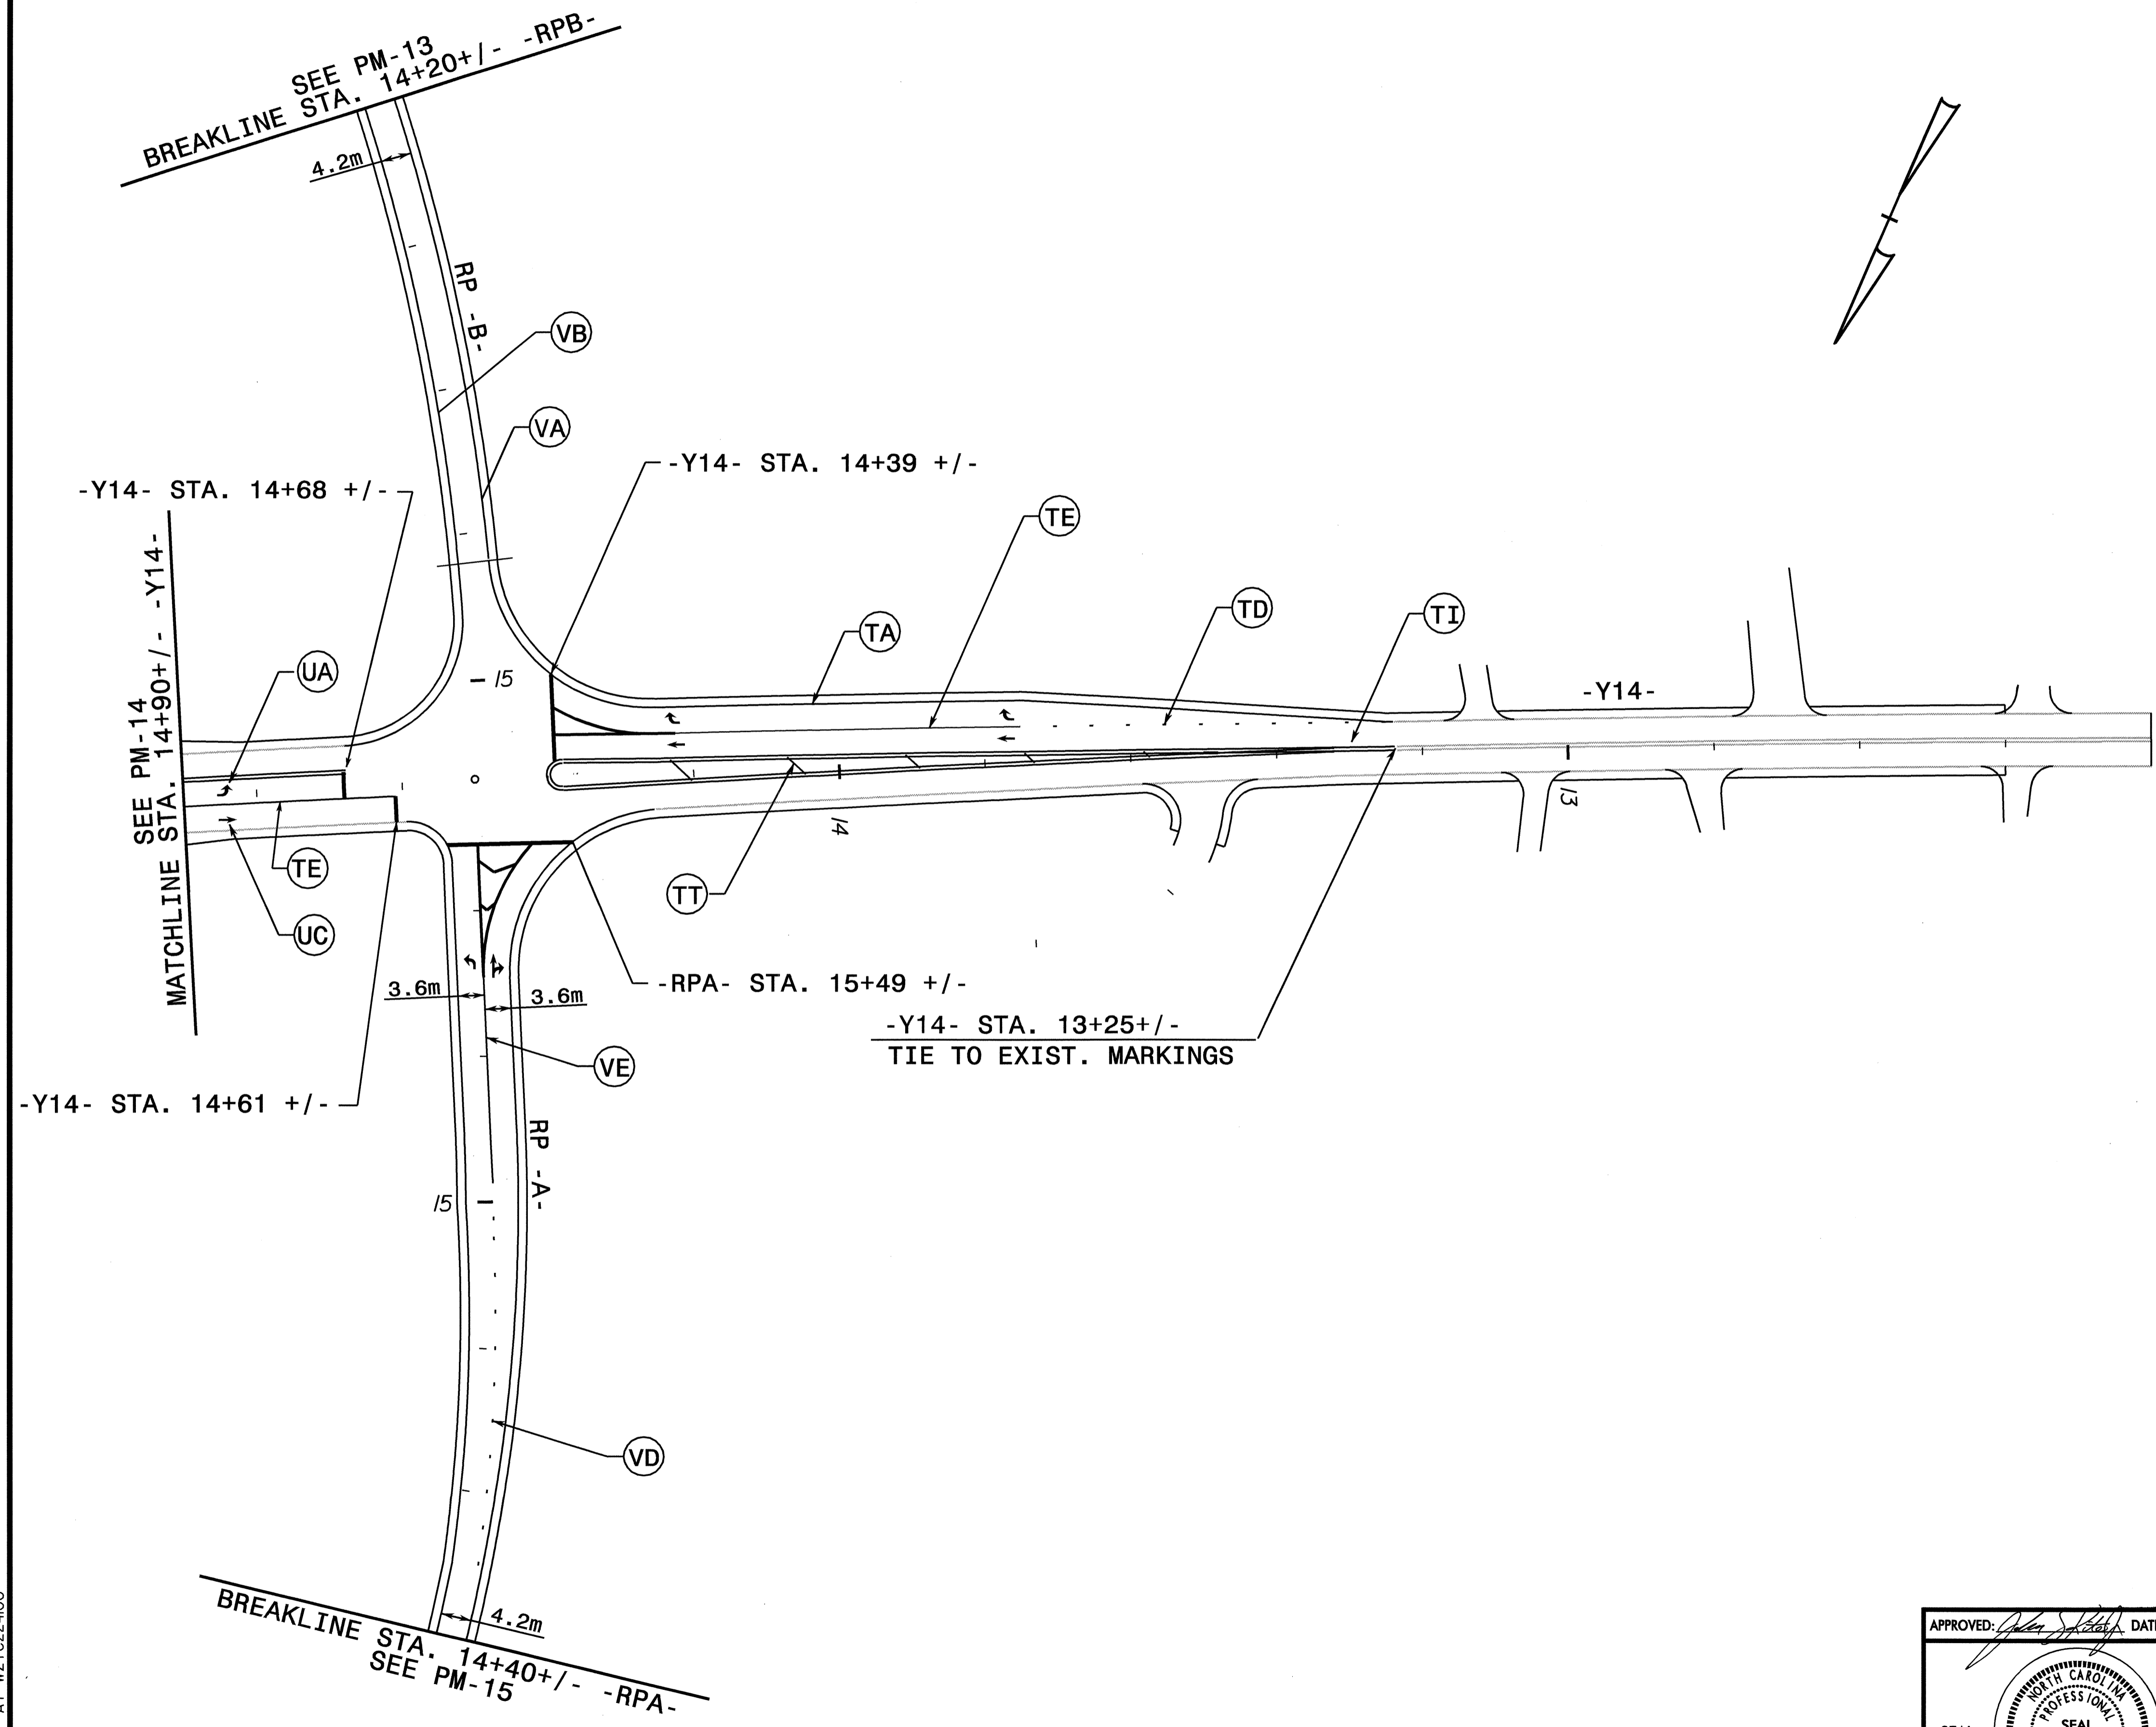 SEE PM-13
BREAKLINE STA. 14+20+/- -RPB-
4.2m
RP -B-
VB
VA
-Y14- STA. 14+39 +/-
-Y14- STA. 14+68 +/-
TE
TD
TI
TA
UA
15
-Y14-
SEE PM-14
MATCHLINE STA. 14+90+/- -Y14-
13
14
TE
TT
UC
-RPA- STA. 15+49 +/-
3.6m
3.6m
-Y14- STA. 13+25+/-
TIE TO EXIST. MARKINGS
VE
-Y14- STA. 14+61 +/-
RP -A-
15
VD
4.2m
BREAKLINE STA. 14+40+/- -RPA-
SEE PM-15
APPROVED:
NORTH CAROLINA
PROFESSIONAL
SEAL